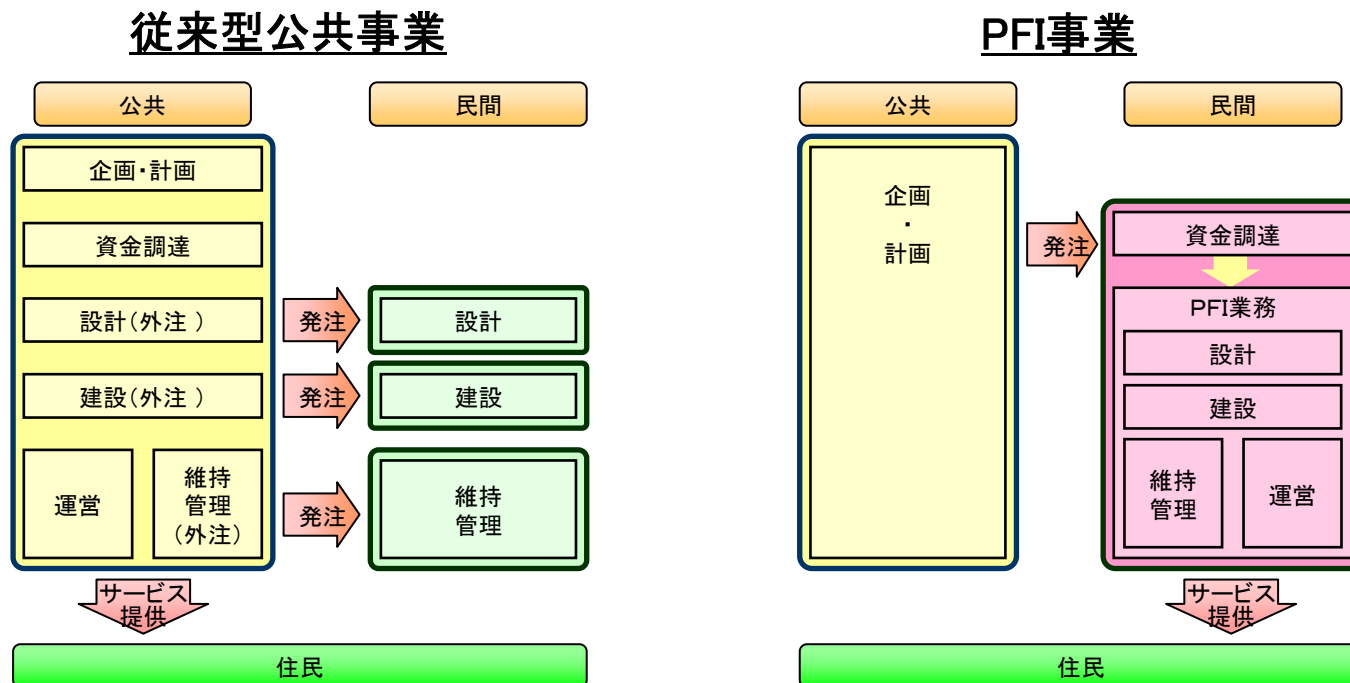 従来型公共事業
公共
民間
企画・計画
資金調達
設計(外注 )
建設(外注 )
運営
維持
管理
(外注)
発注
発注
発注
設計
建設
維持
管理
サービス
提供
住民
PFI事業
公共
民間
企画
・
計画
発注
資金調達
PFI業務
設計
建設
維持
管理
運営
サービス
提供
住民